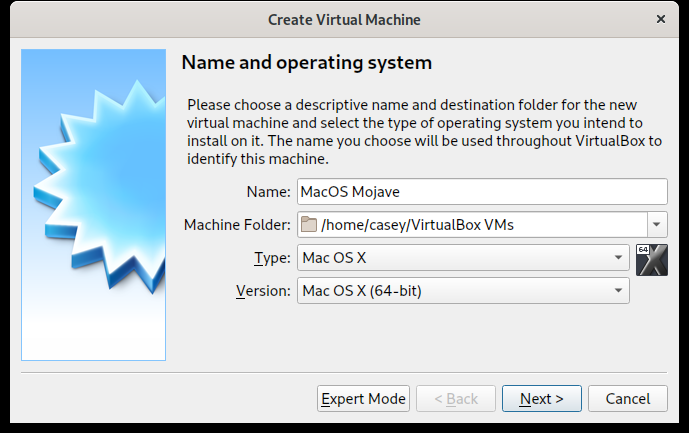 Create Virtual Machine
×
Name and operating system
Please choose a descriptive name and destination folder for the new
virtual machine and select the type of operating system you intend to
install on it. The name you choose will be used throughout VirtualBox to
identify this machine.
Name: MacOS Mojave
Machine Folder: /home/casey/VirtualBox VMs
Type: Mac OS X
64
Version: Mac OS X (64-bit)
Expert Mode < Back Next > Cancel